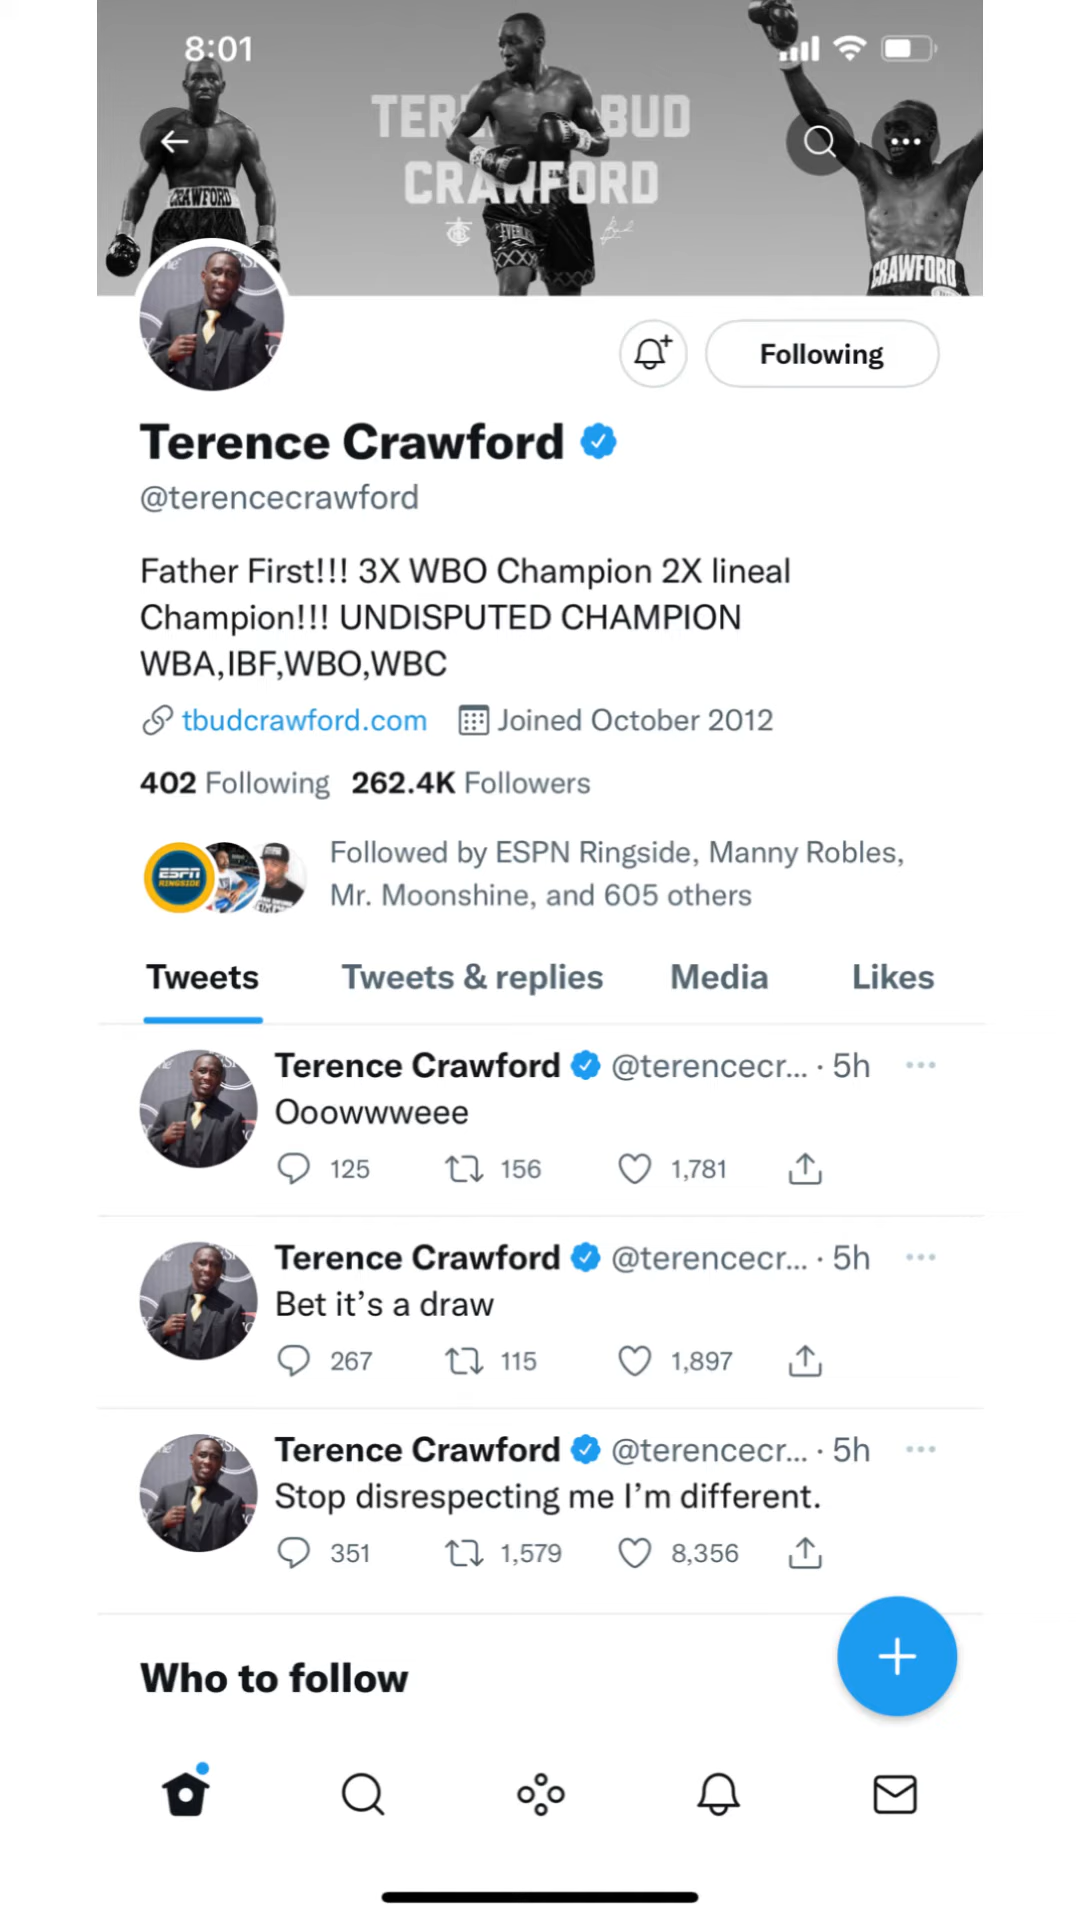 8:01
TERENCE BUD
CRAWFORD
CRAWFORD
CRAWFORD
Following
Terence Crawford
@terencecrawford
Father First!!! 3X WBO Champion 2X lineal
Champion!!! UNDISPUTED CHAMPION
WBA,IBF,WBO,WBC
tbudcrawford.com Joined October 2012
402 Following 262.4K Followers
ESPN
RINGSIDE
Followed by ESPN Ringside, Manny Robles,
Mr. Moonshine, and 605 others
Tweets Tweets & replies Media Likes
Terence Crawford @terencecr... · 5h
Ooowwweee
125 156 1,781
Terence Crawford @terencecr... · 5h
Bet it’s a draw
267 115 1,897
Terence Crawford @terencecr... · 5h
Stop disrespecting me I’m different.
351 1,579 8,356
Who to follow